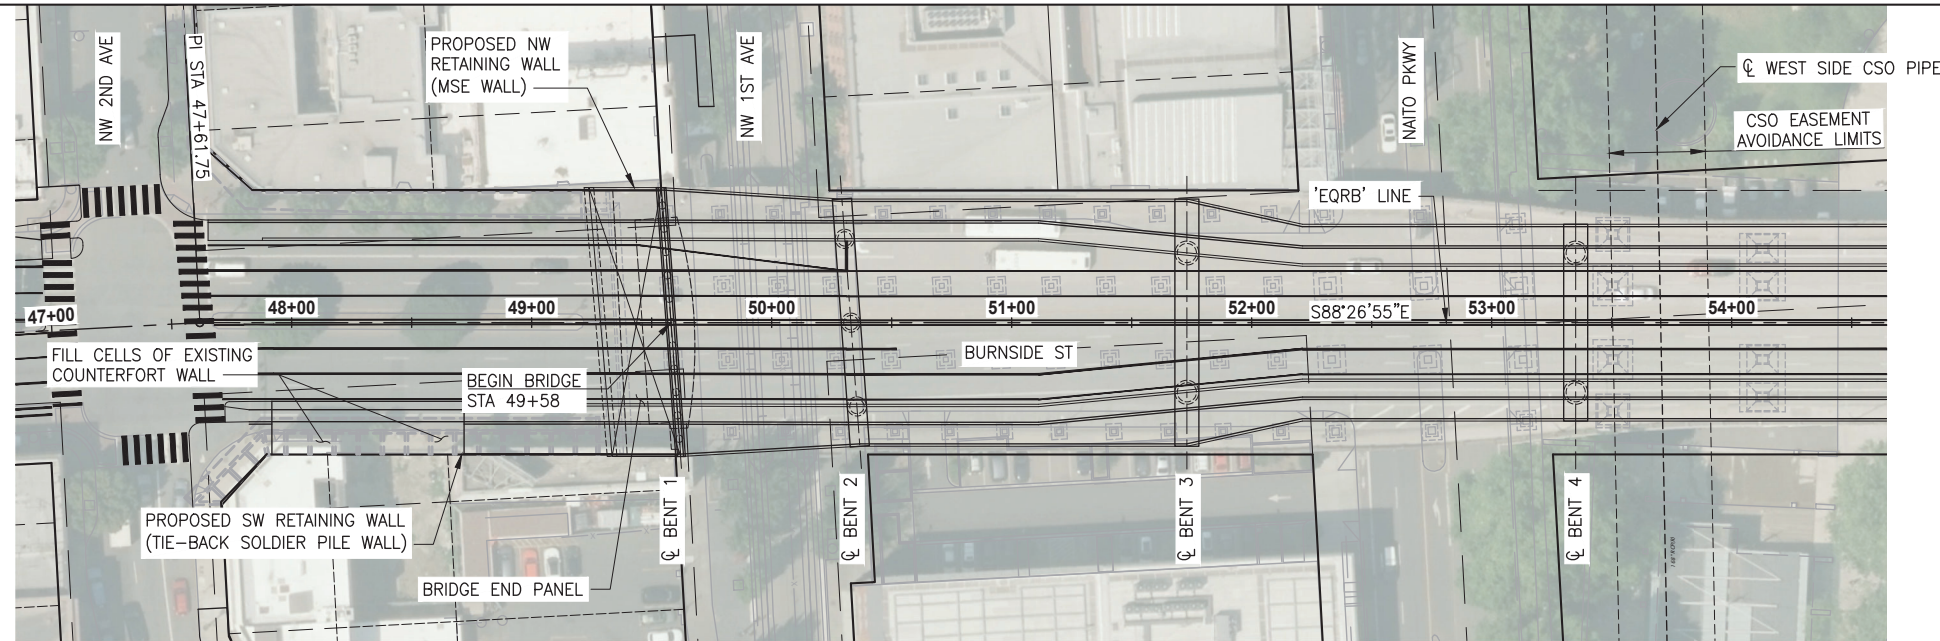 NW 2ND AVE
PI STA 47+61.75
PROPOSED NW
RETAINING WALL
(MSE WALL)
NW 1ST AVE
NAITO PKWY
℄ WEST SIDE CSO PIPE
CSO EASEMENT
AVOIDANCE LIMITS
'EQRB' LINE
47+00
48+00
49+00
50+00
51+00
52+00
S88°26'55"E
53+00
54+00
FILL CELLS OF EXISTING
COUNTERFORT WALL
BEGIN BRIDGE
STA 49+58
BURNSIDE ST
PROPOSED SW RETAINING WALL
(TIE-BACK SOLDIER PILE WALL)
BRIDGE END PANEL
℄ BENT 1
℄ BENT 2
℄ BENT 3
℄ BENT 4